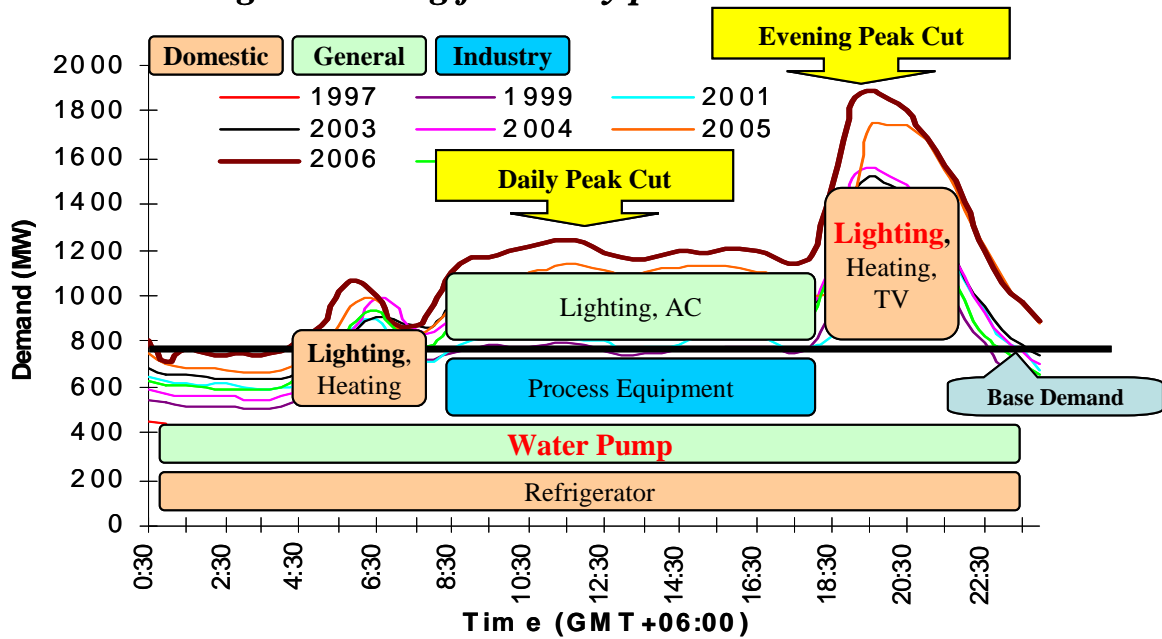 Evening Peak Cut
Domestic General Industry
1997 1999 2001
2003 2004 2005
2006
Daily Peak Cut
Demand (MW)
2000
1800
1600
1400
1200
1000
800
600
400
200
0
Lighting,
Heating,
TV
Lighting, AC
Lighting,
Heating
Process Equipment
Base Demand
Water Pump
Refrigerator
0:30 2:30 4:30 6:30 8:30 10:30 12:30 14:30 16:30 18:30 20:30 22:30
Tim e (GM T +06:00)